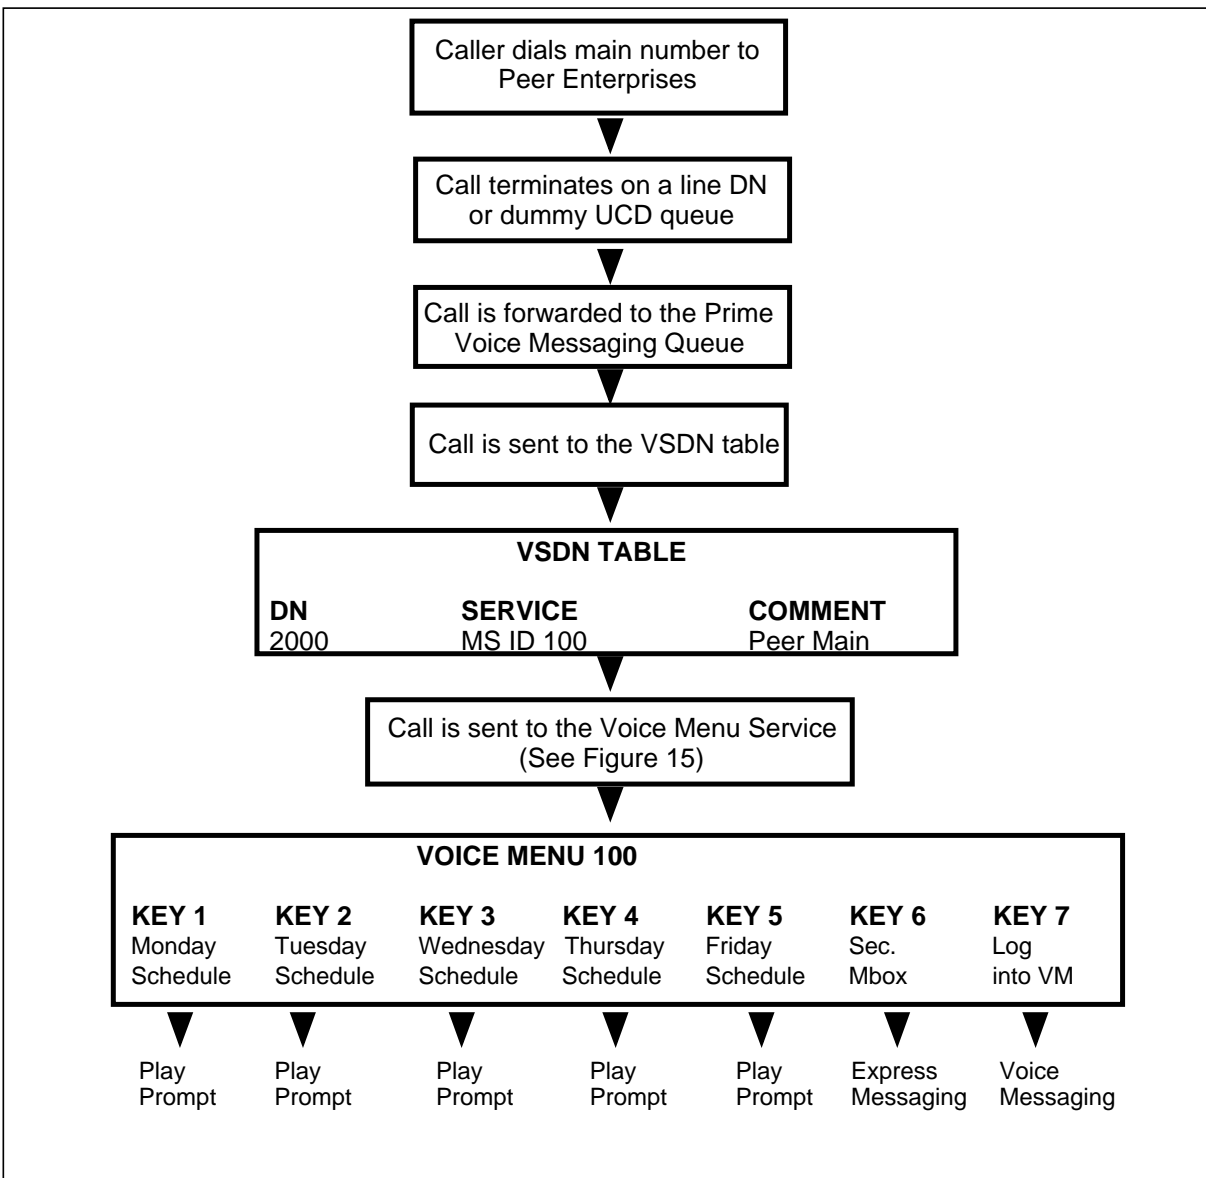 Caller dials main number to
Peer Enterprises
Call terminates on a line DN
or dummy UCD queue
Call is forwarded to the Prime
Voice Messaging Queue
Call is sent to the VSDN table
VSDN TABLE
DN SERVICE COMMENT
2000 MS ID 100 Peer Main
Call is sent to the Voice Menu Service
(See Figure 15)
VOICE MENU 100
KEY 1 KEY 2 KEY 3 KEY 4 KEY 5 KEY 6 KEY 7
Monday Tuesday Wednesday Thursday Friday Sec. Log
Schedule Schedule Schedule Schedule Schedule Mbox into VM
Play Play Play Play Play Express Voice
Prompt Prompt Prompt Prompt Prompt Messaging Messaging